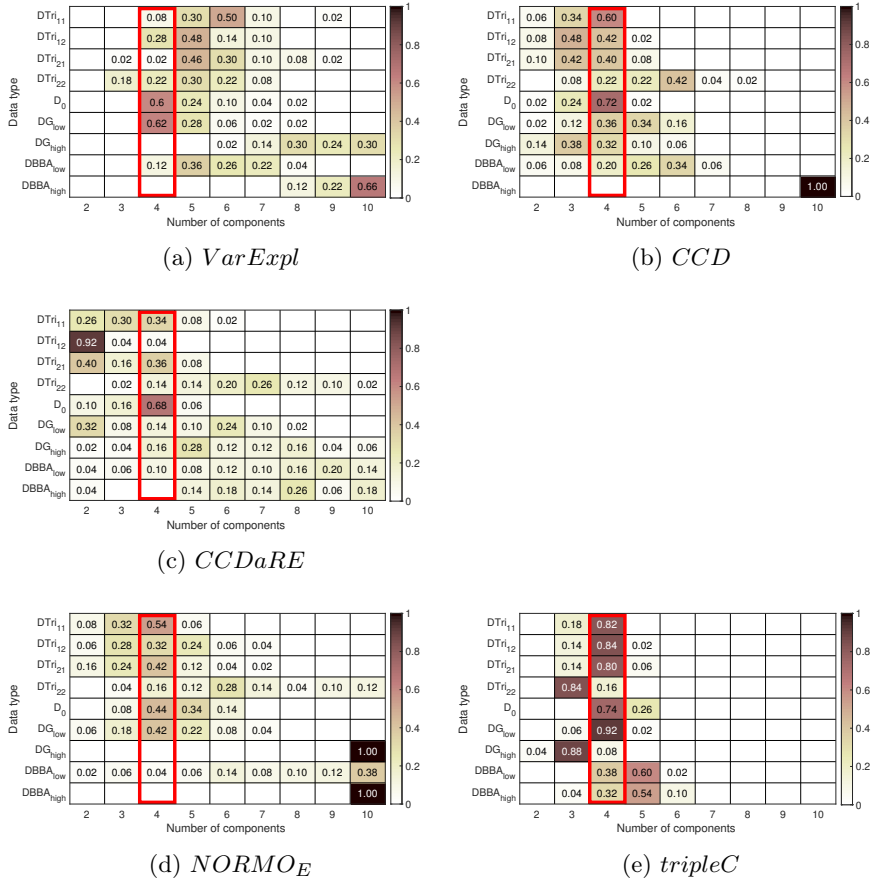 DTri11 0.08 0.30 0.50 0.10 0.02
DTri12 0.28 0.48 0.14 0.10
DTri21 0.02 0.02 0.46 0.30 0.10 0.08 0.02
DTri22 0.18 0.22 0.30 0.22 0.08
D0 0.6 0.24 0.10 0.04 0.02
DGlow 0.62 0.28 0.06 0.02 0.02
DGhigh 0.02 0.14 0.30 0.24 0.30
DBBAlow 0.12 0.36 0.26 0.22 0.04
DBBAhigh 0.12 0.22 0.66
2 3 4 5 6 7 8 9 10
Number of components
Data type
1
0.8
0.6
0.4
0.2
0
(a) VarExpl
DTri11 0.06 0.34 0.60
DTri12 0.08 0.48 0.42 0.02
DTri21 0.10 0.42 0.40 0.08
DTri22 0.08 0.22 0.22 0.42 0.04 0.02
D0 0.02 0.24 0.72 0.02
DGlow 0.02 0.12 0.36 0.34 0.16
DGhigh 0.14 0.38 0.32 0.10 0.06
DBBAlow 0.06 0.08 0.20 0.26 0.34 0.06
DBBAhigh 1.00
2 3 4 5 6 7 8 9 10
Number of components
Data type
1
0.8
0.6
0.4
0.2
0
(b) CCD
DTri11 0.26 0.30 0.34 0.08 0.02
DTri12 0.92 0.04 0.04
DTri21 0.40 0.16 0.36 0.08
DTri22 0.02 0.14 0.14 0.20 0.26 0.12 0.10 0.02
D0 0.10 0.16 0.68 0.06
DGlow 0.32 0.08 0.14 0.10 0.24 0.10 0.02
DGhigh 0.02 0.04 0.16 0.28 0.12 0.12 0.16 0.04 0.06
DBBAlow 0.04 0.06 0.10 0.08 0.12 0.10 0.16 0.20 0.14
DBBAhigh 0.04 0.14 0.18 0.14 0.26 0.06 0.18
2 3 4 5 6 7 8 9 10
Number of components
Data type
1
0.8
0.6
0.4
0.2
0
(c) CCDaRE
DTri11 0.08 0.32 0.54 0.06
DTri12 0.06 0.28 0.32 0.24 0.06 0.04
DTri21 0.16 0.24 0.42 0.12 0.04 0.02
DTri22 0.04 0.16 0.12 0.28 0.14 0.04 0.10 0.12
D0 0.08 0.44 0.34 0.14
DGlow 0.06 0.18 0.42 0.22 0.08 0.04
DGhigh 1.00
DBBAlow 0.02 0.06 0.04 0.06 0.14 0.08 0.10 0.12 0.38
DBBAhigh 1.00
2 3 4 5 6 7 8 9 10
Number of components
Data type
1
0.8
0.6
0.4
0.2
0
(d) NORMOE
DTri11 0.18 0.82
DTri12 0.14 0.84 0.02
DTri21 0.14 0.80 0.06
DTri22 0.84 0.16
D0 0.74 0.26
DGlow 0.06 0.92 0.02
DGhigh 0.04 0.88 0.08
DBBAlow 0.38 0.60 0.02
DBBAhigh 0.04 0.32 0.54 0.10
2 3 4 5 6 7 8 9 10
Number of components
Data type
1
0.8
0.6
0.4
0.2
0
(e) tripleC